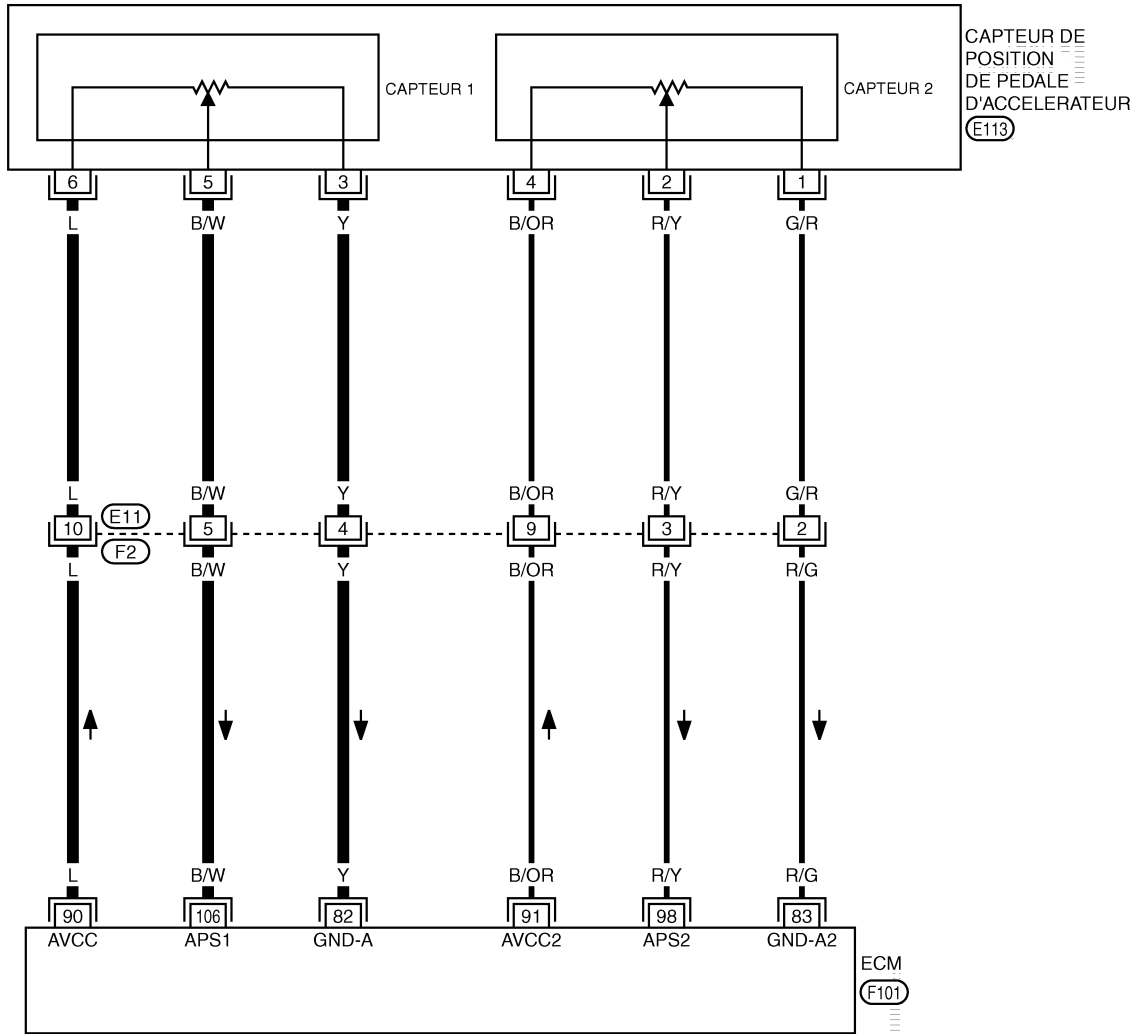 CAPTEUR DE
POSITION
DE PEDALE
D'ACCELERATEUR
E113
CAPTEUR 1
CAPTEUR 2
6 5 3 4 2 1
L B/W Y B/OR R/Y G/R
L B/W Y B/OR R/Y G/R
10 E11 5 4 9 3 2
F2
L B/W Y B/OR R/Y R/G
L B/W Y B/OR R/Y R/G
90 106 82 91 98 83
AVCC APS1 GND-A AVCC2 APS2 GND-A2
ECM
F101